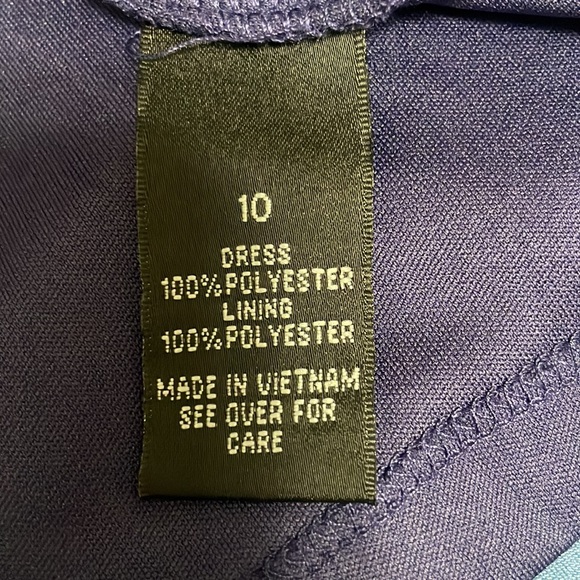 10
DRESS
100% POLYESTER
LINING
100% POLYESTER
MADE IN VIETNAM
SEE OVER FOR
CARE